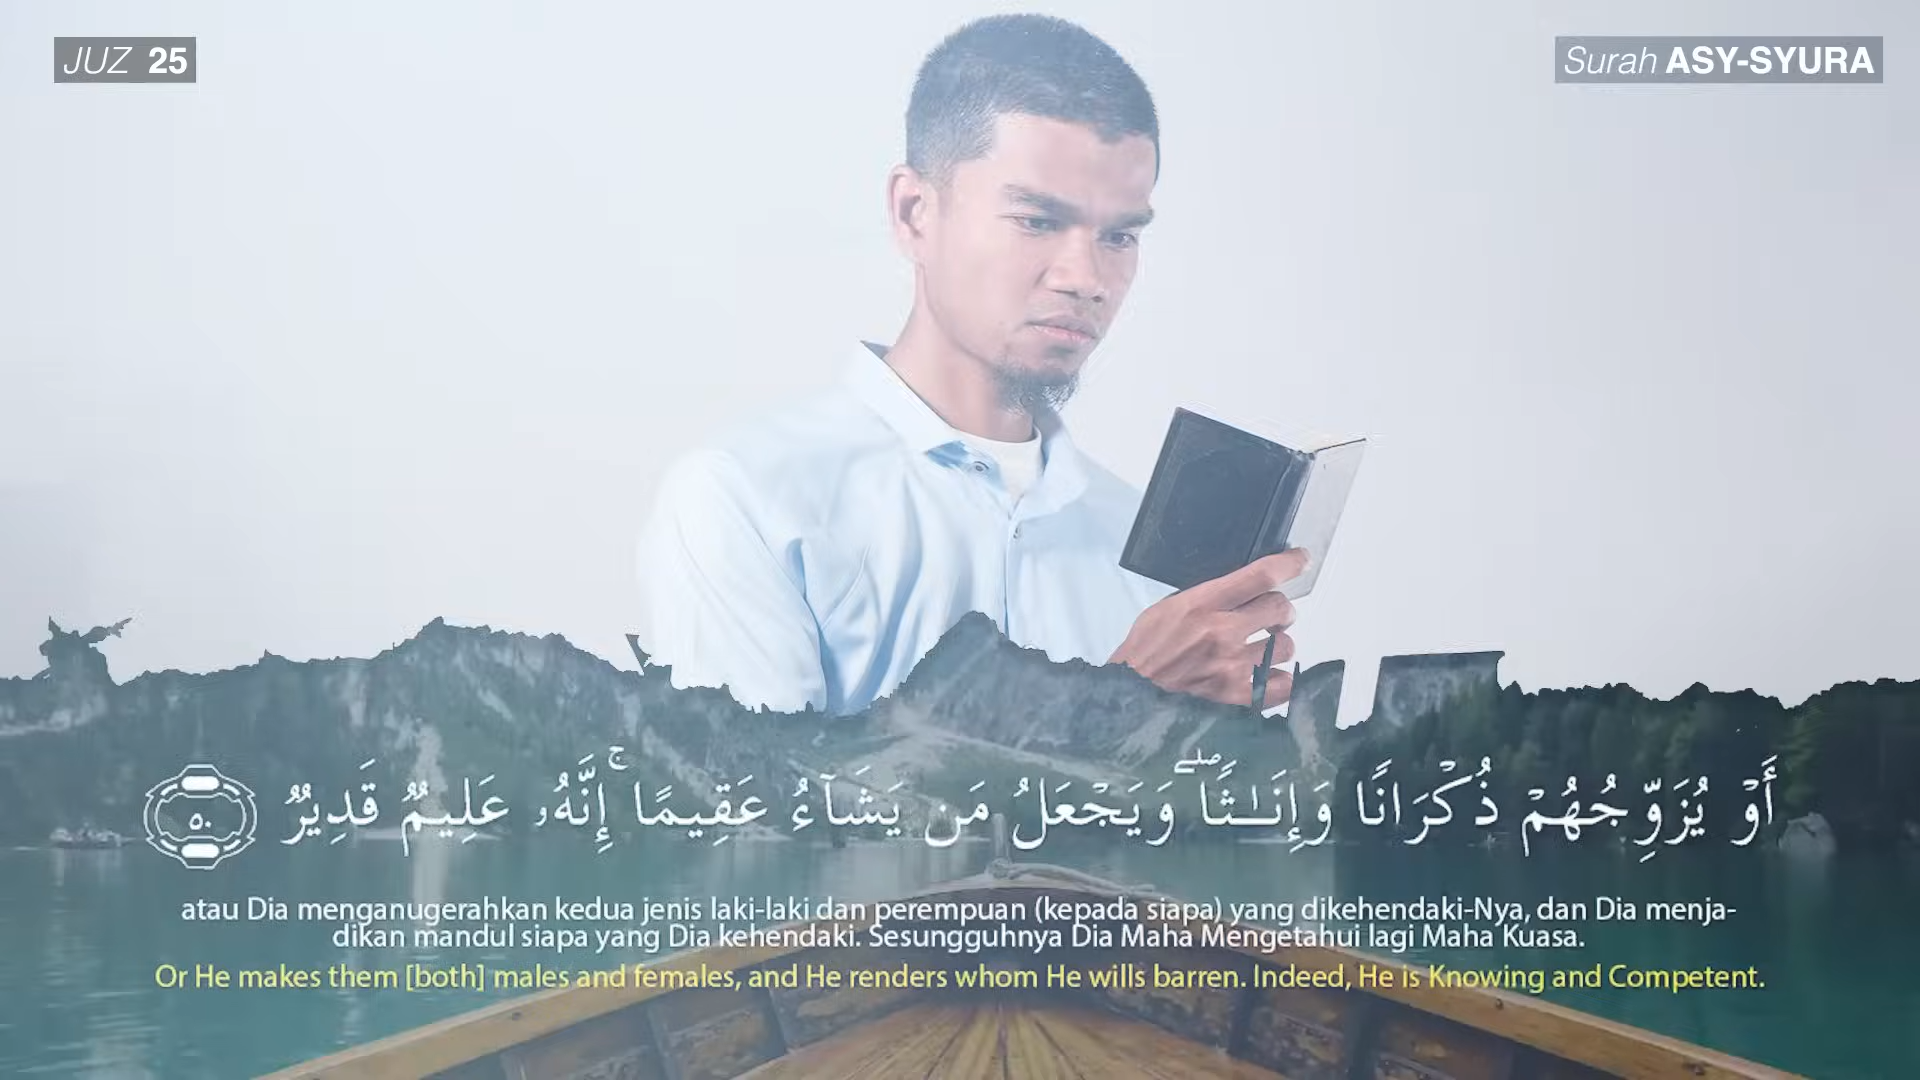 JUZ 25
Surah ASY-SYURA
أَوْ يُزَوِّجُهُمْ ذُكْرَانًا وَإِنَـٰثًا ۖ وَيَجْعَلُ مَن يَشَآءُ عَقِيمًا ۚ إِنَّهُۥ عَلِيمٌ قَدِيرٌ ٥٠
atau Dia menganugerahkan kedua jenis laki-laki dan perempuan (kepada siapa) yang dikehendaki-Nya, dan Dia menja-
dikan mandul siapa yang Dia kehendaki. Sesungguhnya Dia Maha Mengetahui lagi Maha Kuasa.
Or He makes them [both] males and females, and He renders whom He wills barren. Indeed, He is Knowing and Competent.